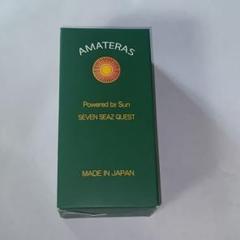 AMATERAS
Powered by Sun
SEVEN SEAZ QUEST
MADE IN JAPAN